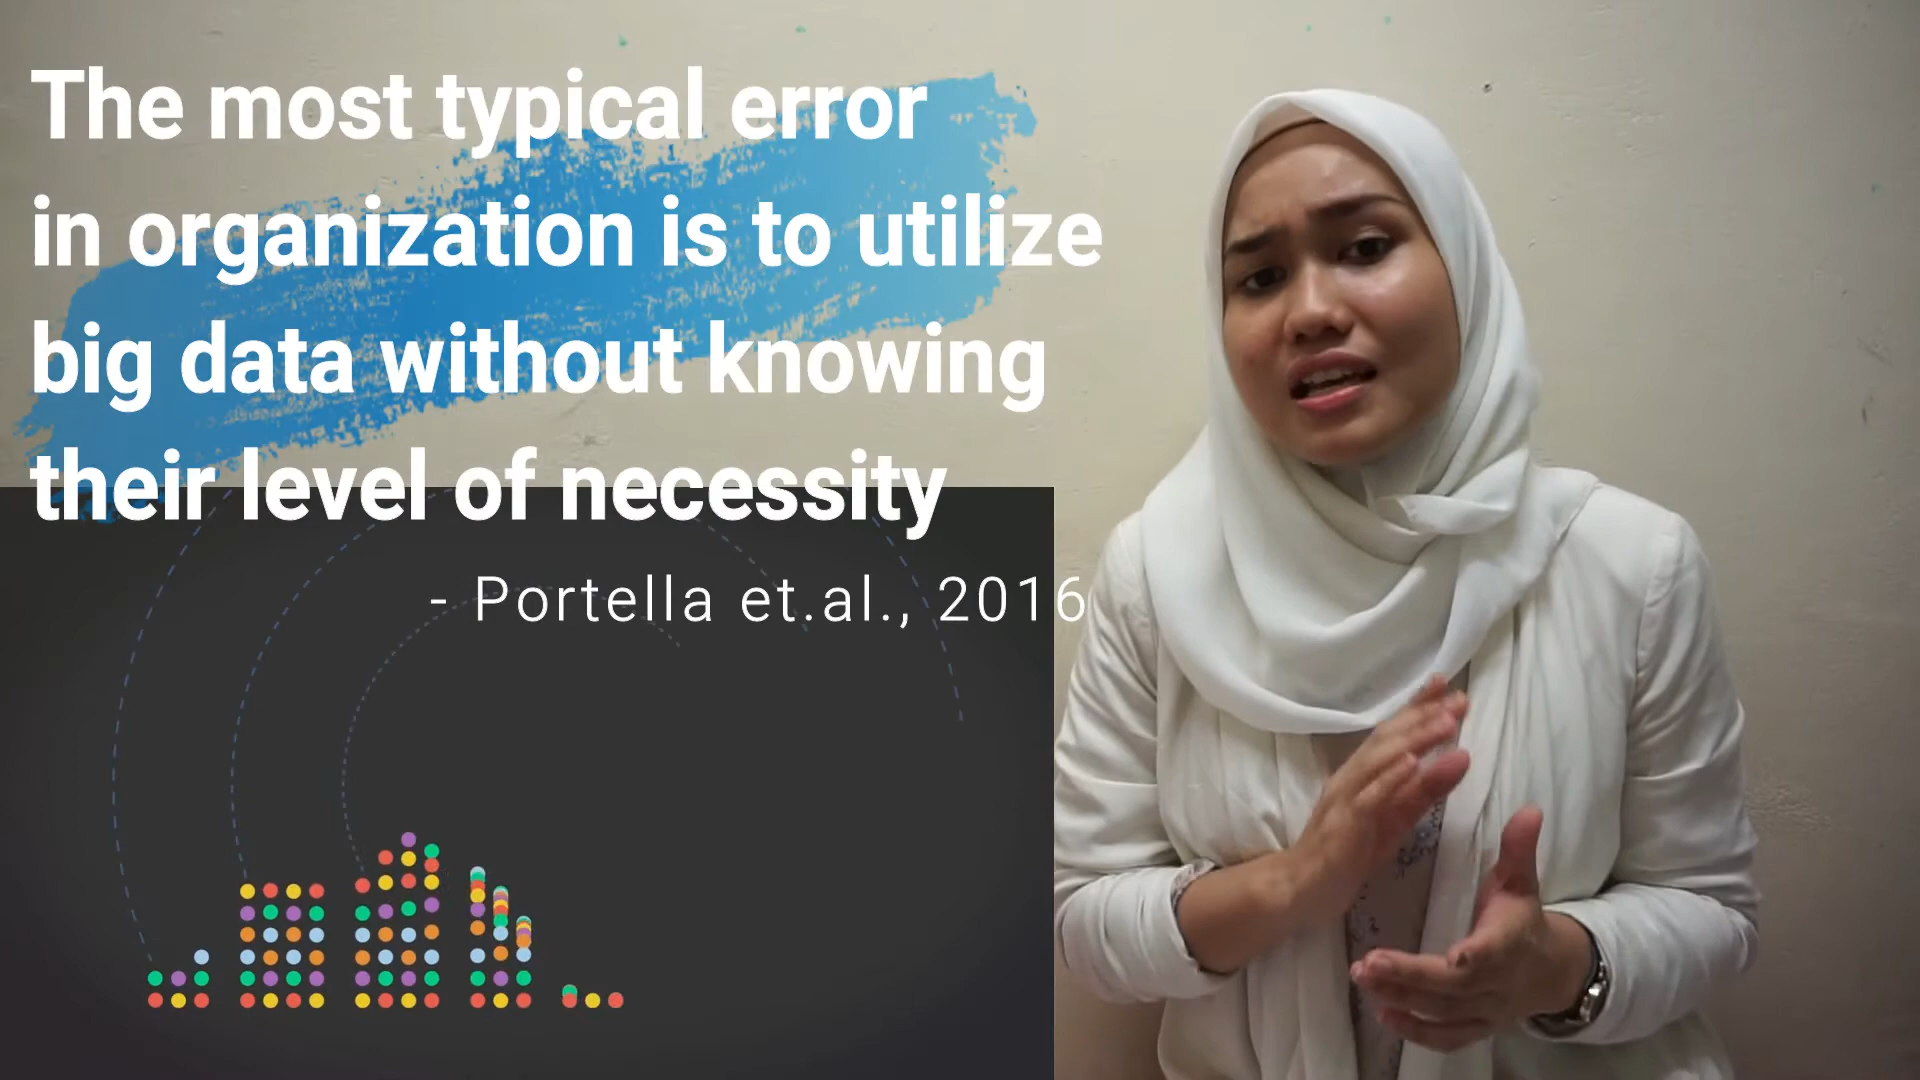 The most typical error
in organization is to utilize
big data without knowing
their level of necessity
- Portella et.al., 2016